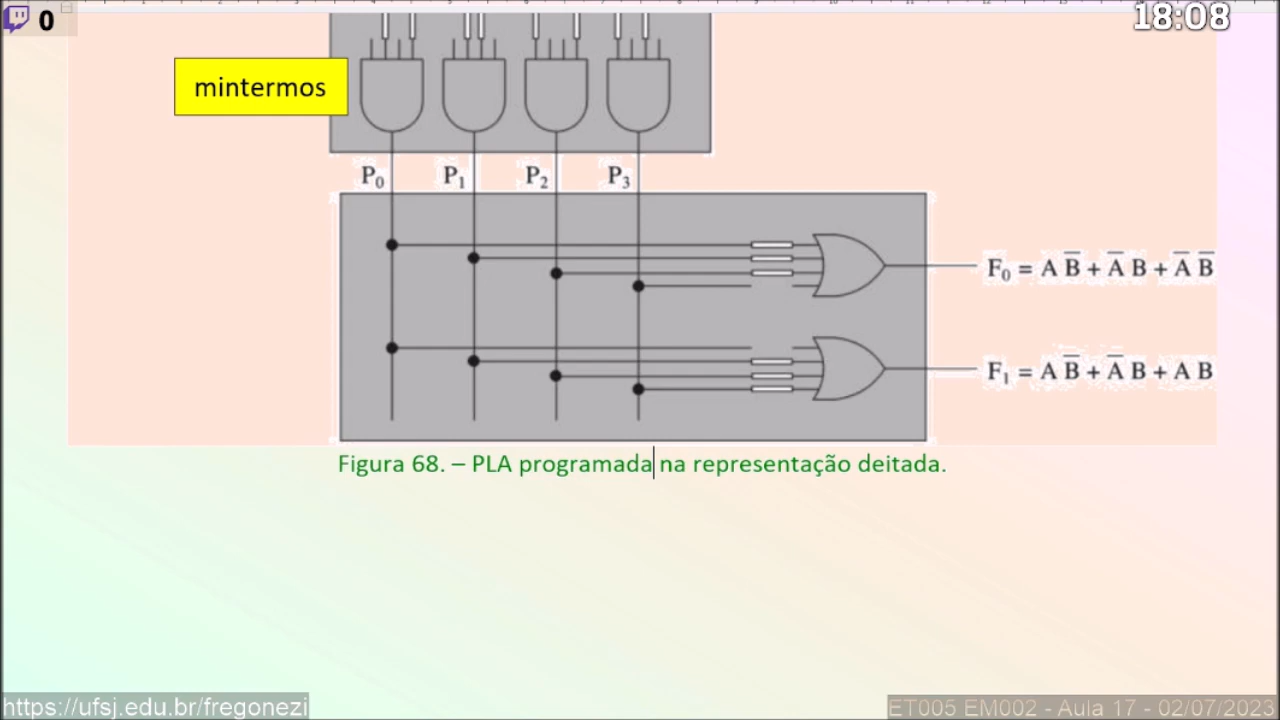 0
18:08
mintermos
P₀ P₁ P₂ P₃
F₀ = A B̅ + A̅ B + A̅ B̅
F₁ = A B̅ + A̅ B + A B
Figura 68. – PLA programada na representação deitada.
https://ufsj.edu.br/fregonezi
ET005 EM002 - Aula 17 - 02/07/2023